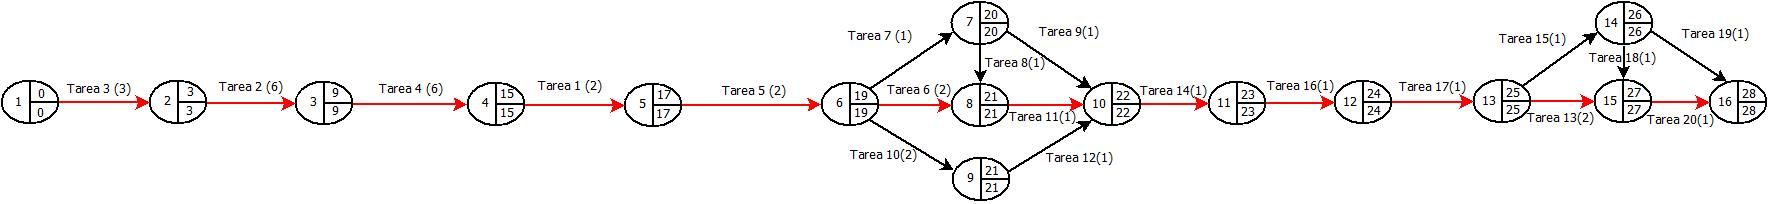 1 0 0
Tarea 3 (3)
2 3 3
Tarea 2 (6)
3 9 9
Tarea 4 (6)
4 15 15
Tarea 1 (2)
5 17 17
Tarea 5 (2)
6 19 19
Tarea 7 (1)
7 20 20
Tarea 9(1)
Tarea 8(1)
Tarea 6 (2)
8 21 21
Tarea 11(1)
Tarea 10(2)
9 21 21
Tarea 12(1)
10 22 22
Tarea 14(1)
11 23 23
Tarea 16(1)
12 24 24
Tarea 17(1)
13 25 25
Tarea 15(1)
14 26 26
Tarea 19(1)
Tarea 18(1)
Tarea 13(2)
15 27 27
Tarea 20(1)
16 28 28